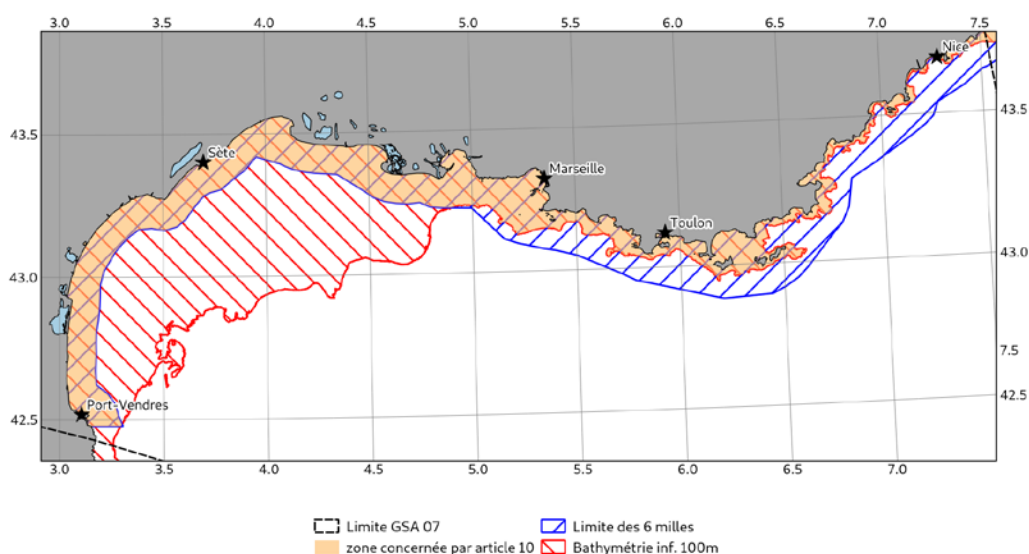 3.0 3.5 4.0 4.5 5.0 5.5 6.0 6.5 7.0 7.5
Nice
43.5 43.5
Sète
Marseille
Toulon
43.0 43.0
7.5
Port-Vendres
42.5 42.5
3.0 3.5 4.0 4.5 5.0 5.5 6.0 6.5 7.0
Limite GSA 07 Limite des 6 milles
zone concernée par article 10 Bathymétrie inf. 100m